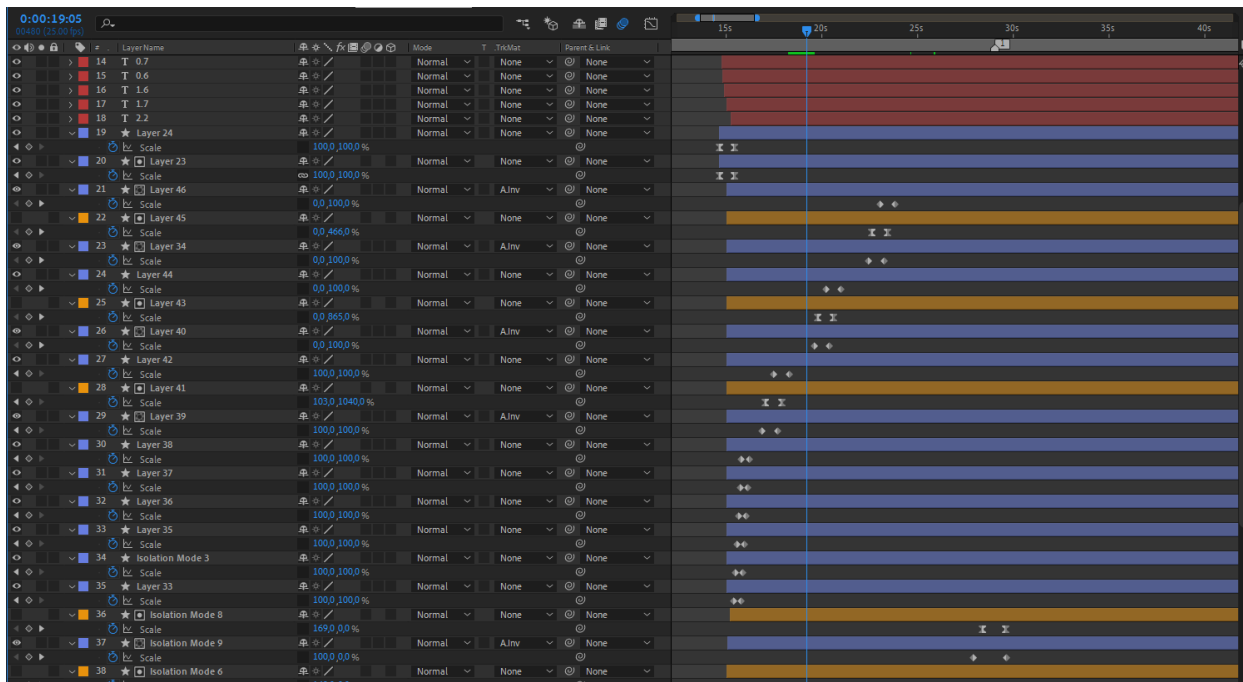 0:00:19:05
00480 (25.00 fps)
15s 20s 25s 30s 35s 40s
1
# . LayerName fx Mode T .TrkMat Parent & Link
14 T 0.7 Normal None None
15 T 0.6 Normal None None
16 T 1.6 Normal None None
17 T 1.7 Normal None None
18 T 2.2 Normal None None
19 Layer 24 Normal None None
Scale 100,0,100,0%
20 Layer 23 Normal None None
Scale 100,0,100,0%
21 Layer 46 Normal A.Inv None
Scale 0,0,100,0%
22 Layer 45 Normal None None
Scale 0,0,466,0%
23 Layer 34 Normal A.Inv None
Scale 0,0,100,0%
24 Layer 44 Normal None None
Scale 0,0,100,0%
25 Layer 43 Normal None None
Scale 0,0,865,0%
26 Layer 40 Normal A.Inv None
Scale 0,0,100,0%
27 Layer 42 Normal None None
Scale 100,0,100,0%
28 Layer 41 Normal None None
Scale 103,0,1040,0%
29 Layer 39 Normal A.Inv None
Scale 100,0,100,0%
30 Layer 38 Normal None None
Scale 100,0,100,0%
31 Layer 37 Normal None None
Scale 100,0,100,0%
32 Layer 36 Normal None None
Scale 100,0,100,0%
33 Layer 35 Normal None None
Scale 100,0,100,0%
34 Isolation Mode 3 Normal None None
Scale 100,0,100,0%
35 Layer 33 Normal None None
Scale 100,0,100,0%
36 Isolation Mode 8 Normal None None
Scale 169,0,0,0%
37 Isolation Mode 9 Normal A.Inv None
Scale 100,0,0,0%
38 Isolation Mode 6 Normal None None